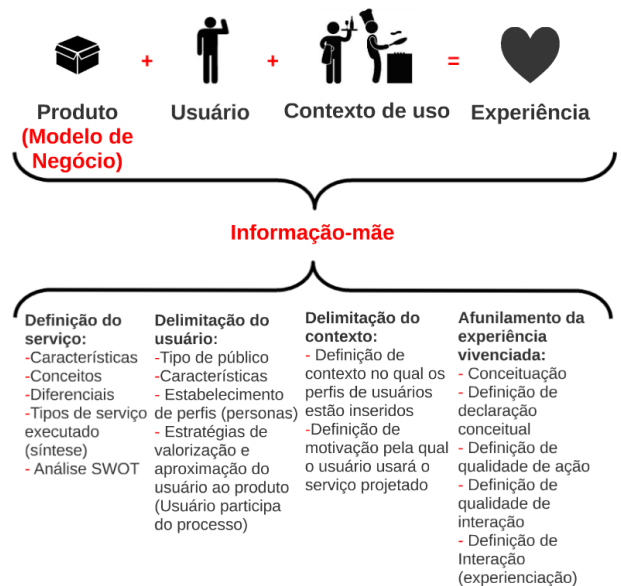 + + =
Produto
(Modelo de
Negócio)
Usuário
Contexto de uso
Experiência
Informação-mãe
Definição do
serviço:
-Características
-Conceitos
-Diferenciais
-Tipos de serviço
executado
(síntese)
- Análise SWOT
Delimitação do
usuário:
-Tipo de público
-Características
- Estabelecimento
de perfis (personas)
- Estratégias de
valorização e
aproximação do
usuário ao produto
(Usuário participa
do processo)
Delimitação do
contexto:
- Definição de
contexto no qual os
perfis de usuários
estão inseridos
-Definição de
motivação pela qual
o usuário usará o
serviço projetado
Afunilamento da
experiência
vivenciada:
- Conceituação
- Definição de
declaração
conceitual
- Definição de
qualidade de ação
- Definição de
qualidade de
interação
- Definição de
Interação
(experienciação)